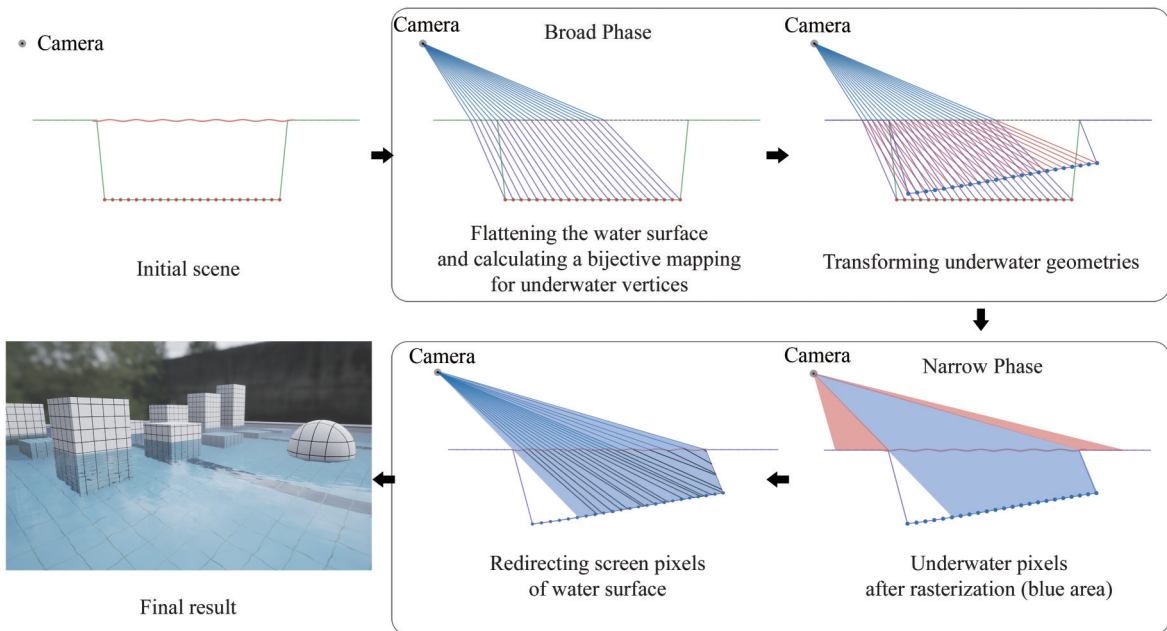 Camera
Initial scene
Broad Phase
Camera
Flattening the water surface
and calculating a bijective mapping
for underwater vertices
Camera
Transforming underwater geometries
Narrow Phase
Camera
Underwater pixels
after rasterization (blue area)
Camera
Redirecting screen pixels
of water surface
Final result